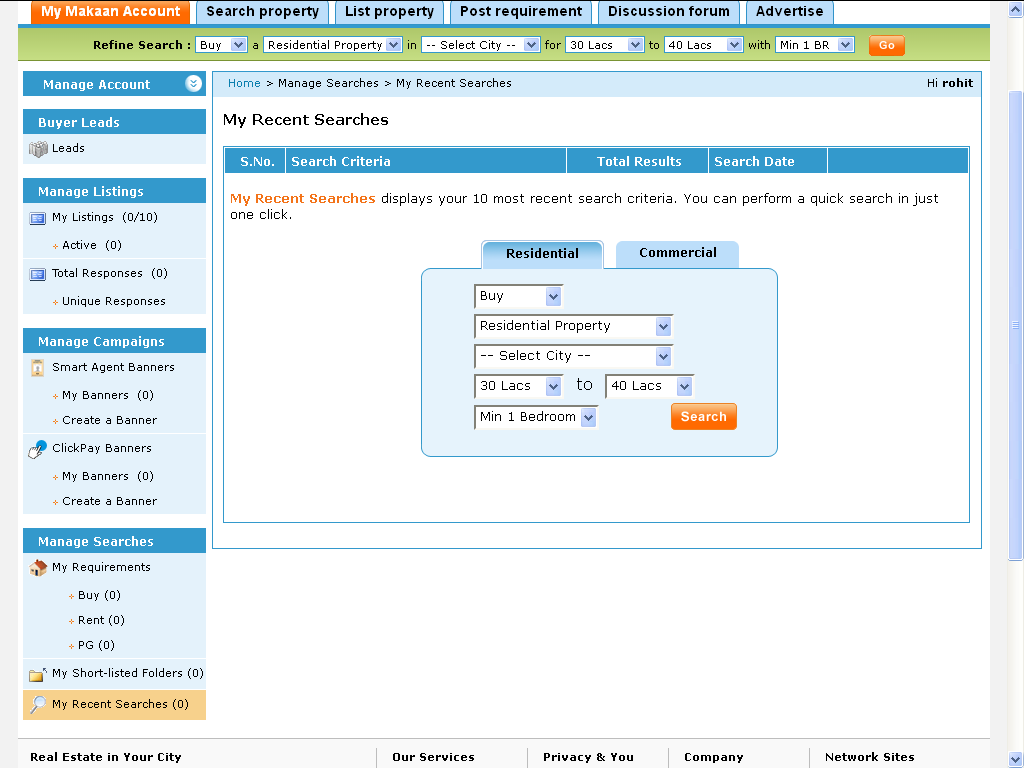 My Makaan Account Search property List property Post requirement Discussion forum Advertise
Refine Search : Buy a Residential Property in -- Select City -- for 30 Lacs to 40 Lacs with Min 1 BR Go
Manage Account
Home > Manage Searches > My Recent Searches
Hi rohit
Buyer Leads
Leads
Manage Listings
My Listings (0/10)
Active (0)
Total Responses (0)
Unique Responses
Manage Campaigns
Smart Agent Banners
My Banners (0)
Create a Banner
ClickPay Banners
My Banners (0)
Create a Banner
Manage Searches
My Requirements
Buy (0)
Rent (0)
PG (0)
My Short-listed Folders (0)
My Recent Searches (0)
My Recent Searches
S.No. Search Criteria Total Results Search Date
My Recent Searches displays your 10 most recent search criteria. You can perform a quick search in just
one click.
Residential Commercial
Buy
Residential Property
-- Select City --
30 Lacs to 40 Lacs
Min 1 Bedroom Search
Real Estate in Your City Our Services Privacy & You Company Network Sites